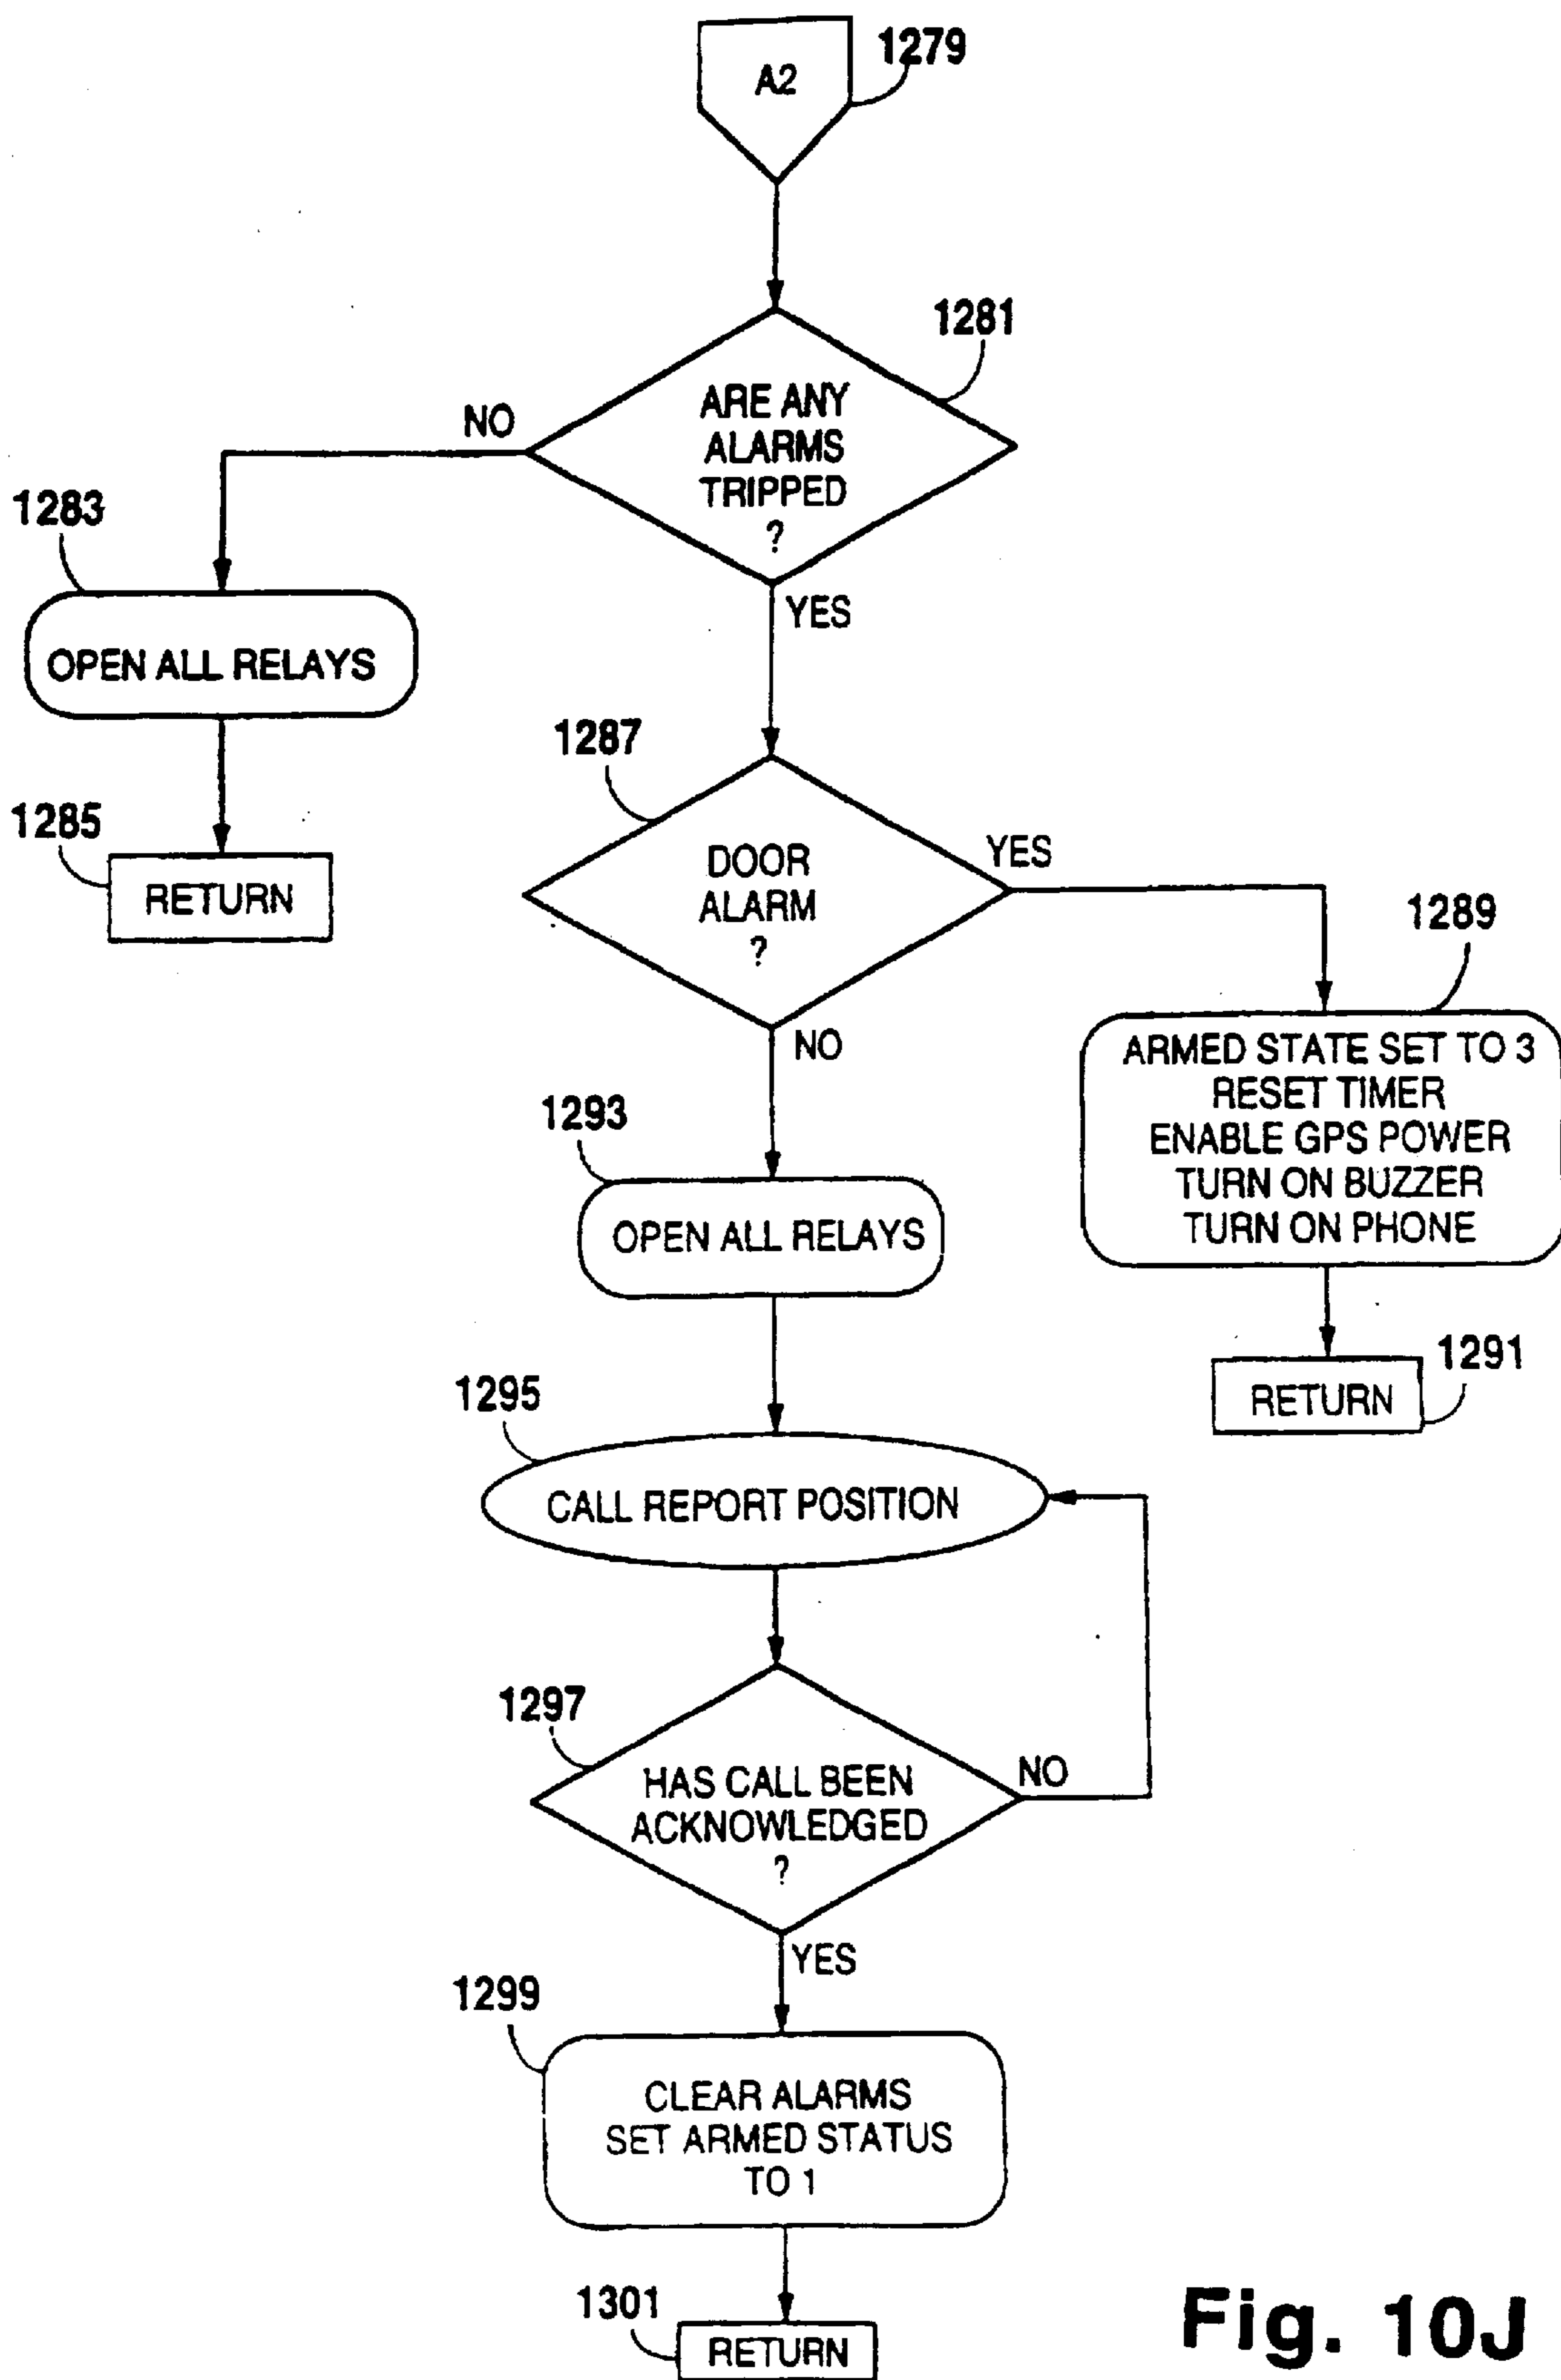 A2
1279
1281
ARE ANY
ALARMS
TRIPPED
?
NO
YES
1283
OPEN ALL RELAYS
1285
RETURN
1287
DOOR
ALARM
?
YES
NO
1289
ARMED STATE SET TO 3
RESET TIMER
ENABLE GPS POWER
TURN ON BUZZER
TURN ON PHONE
1291
RETURN
1293
OPEN ALL RELAYS
1295
CALL REPORT POSITION
1297
HAS CALL BEEN
ACKNOWLEDGED
?
NO
YES
1299
CLEAR ALARMS
SET ARMED STATUS
TO 1
1301
RETURN
Fig. 10J